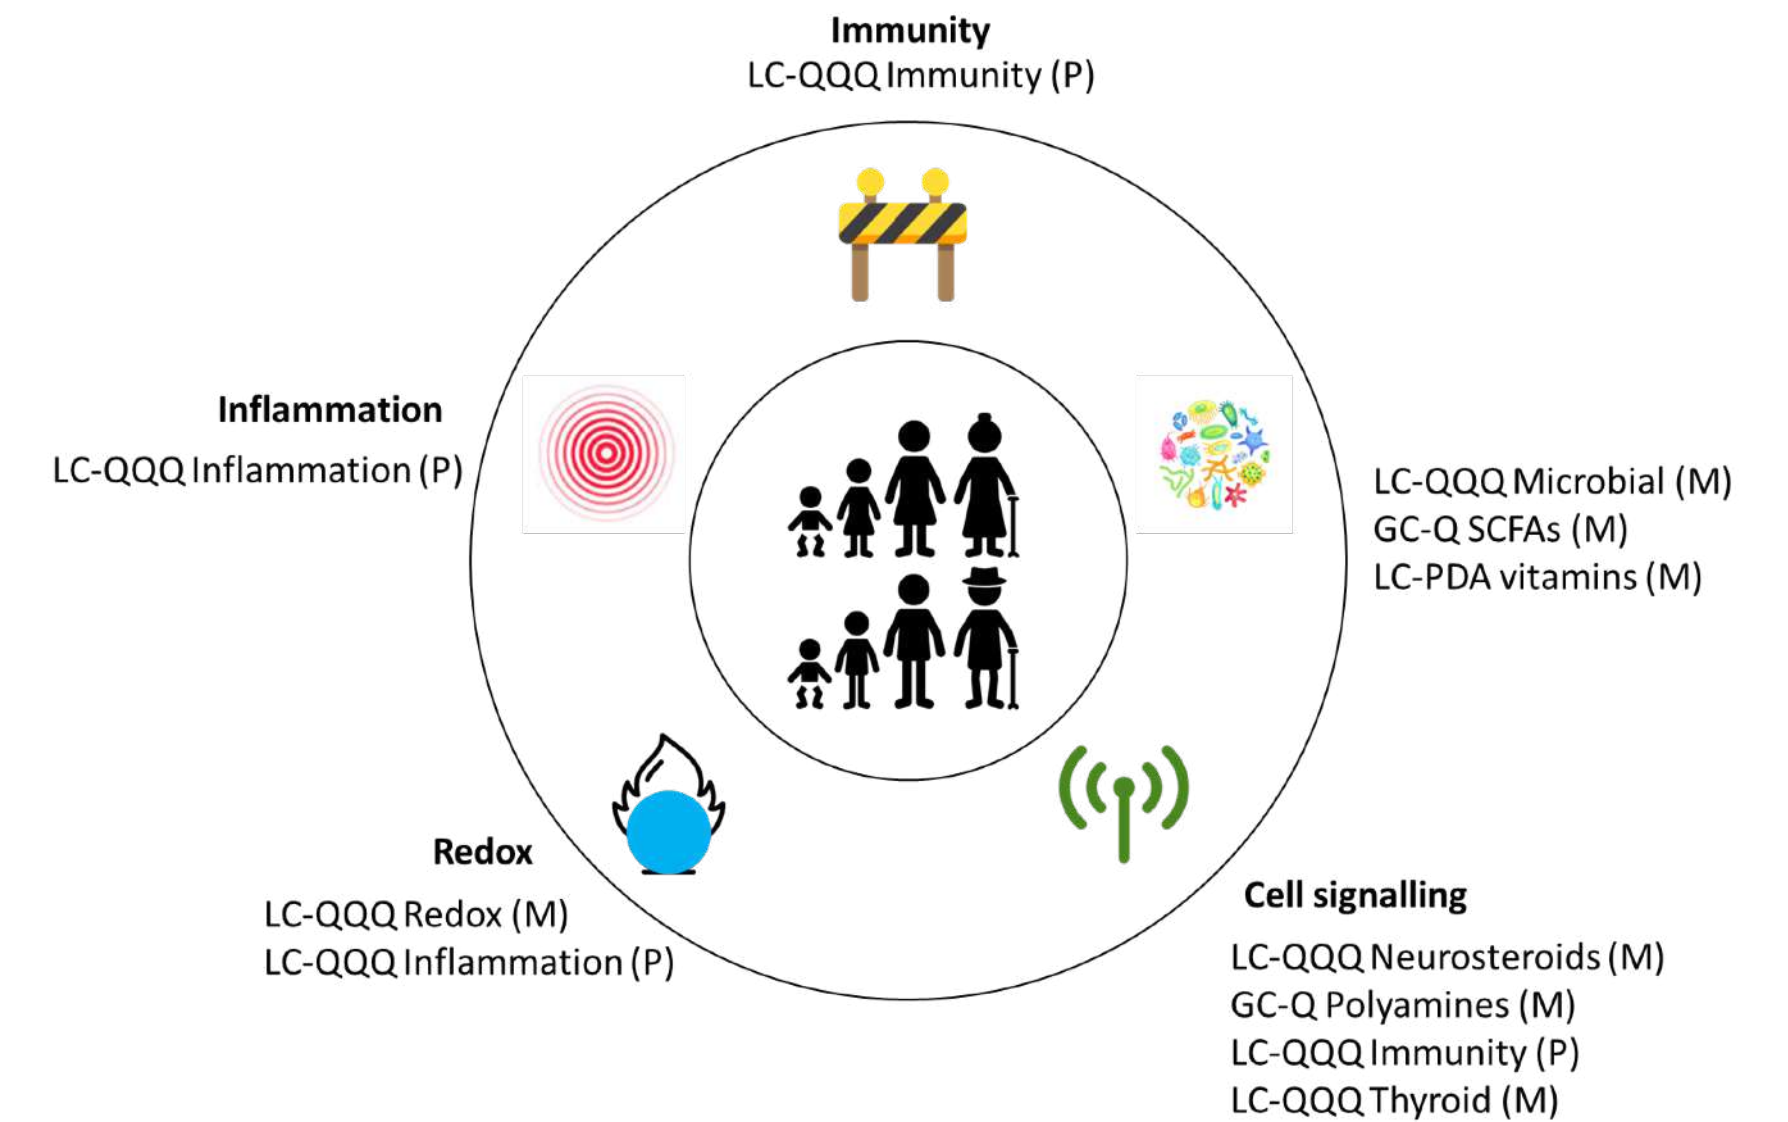 Immunity
LC-QQQ Immunity (P)
Inflammation
LC-QQQ Inflammation (P)
LC-QQQ Microbial (M)
GC-Q SCFAs (M)
LC-PDA vitamins (M)
Redox
LC-QQQ Redox (M)
LC-QQQ Inflammation (P)
Cell signalling
LC-QQQ Neurosteroids (M)
GC-Q Polyamines (M)
LC-QQQ Immunity (P)
LC-QQQ Thyroid (M)